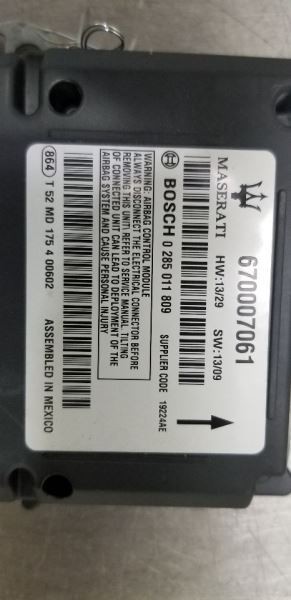 MASERATI
670007061
HW:13/29 SW:13/09
BOSCH 0 285 011 809
SUPPLIER CODE 19224AE
WARNING: AIRBAG CONTROL MODULE
ALWAYS DISCONNECT THE ELECTRICAL CONNECTOR BEFORE
REMOVING THIS UNIT! REFER TO SERVICE MANUAL TILTING
OF CONNECTED UNIT CAN LEAD TO DEPLOYMENT OF THE
AIRBAG SYSTEM AND CAUSE PERSONAL INJURY
864 T 52 MD 175 4 00602
ASSEMBLED IN MEXICO